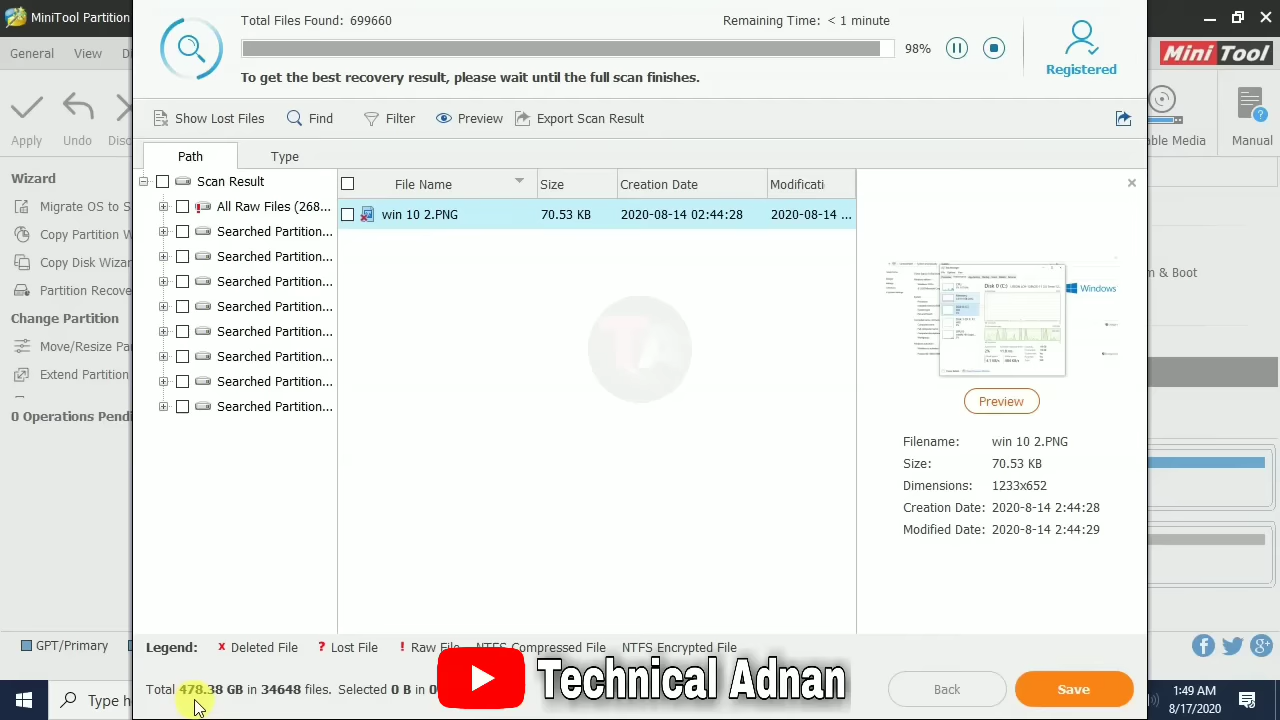 MiniTool Partition
Total Files Found: 699660
Remaining Time: < 1 minute
98%
To get the best recovery result, please wait until the full scan finishes.
Registered
General View
Mini Tool
Apply Undo
Manual
Show Lost Files Find Filter Preview Export Scan Result
Path Type
Wizard
Migrate OS to S
Copy Partition W
Copy Disk Wizar
Partition Recove
Change Partition
Move/Resize Pa
Extend Partition
0 Operations Pendi
Scan Result
All Raw Files (268...
Searched Partition...
Searched Partition...
Searched Partition...
Searched Partition...
Searched Partition...
Searched Partition...
Searched Partition...
Searched Partition...
File Name Size Creation Date Modificati
win 10 2.PNG 70.53 KB 2020-08-14 02:44:28 2020-08-14 ...
Disk 0 (C:)
Windows
Preview
Filename: win 10 2.PNG
Size: 70.53 KB
Dimensions: 1233x652
Creation Date: 2020-8-14 2:44:28
Modified Date: 2020-8-14 2:44:29
& Boot
ble Media
GPT/Primary
Legend: x Deleted File ? Lost File ! Raw File NTFS Compressed File NTFS Encrypted File
Total 478.38 GB in 34648 files. Selected 0 B in 0
Technical Adnan
Back Save
Type h
1:49 AM
8/17/2020